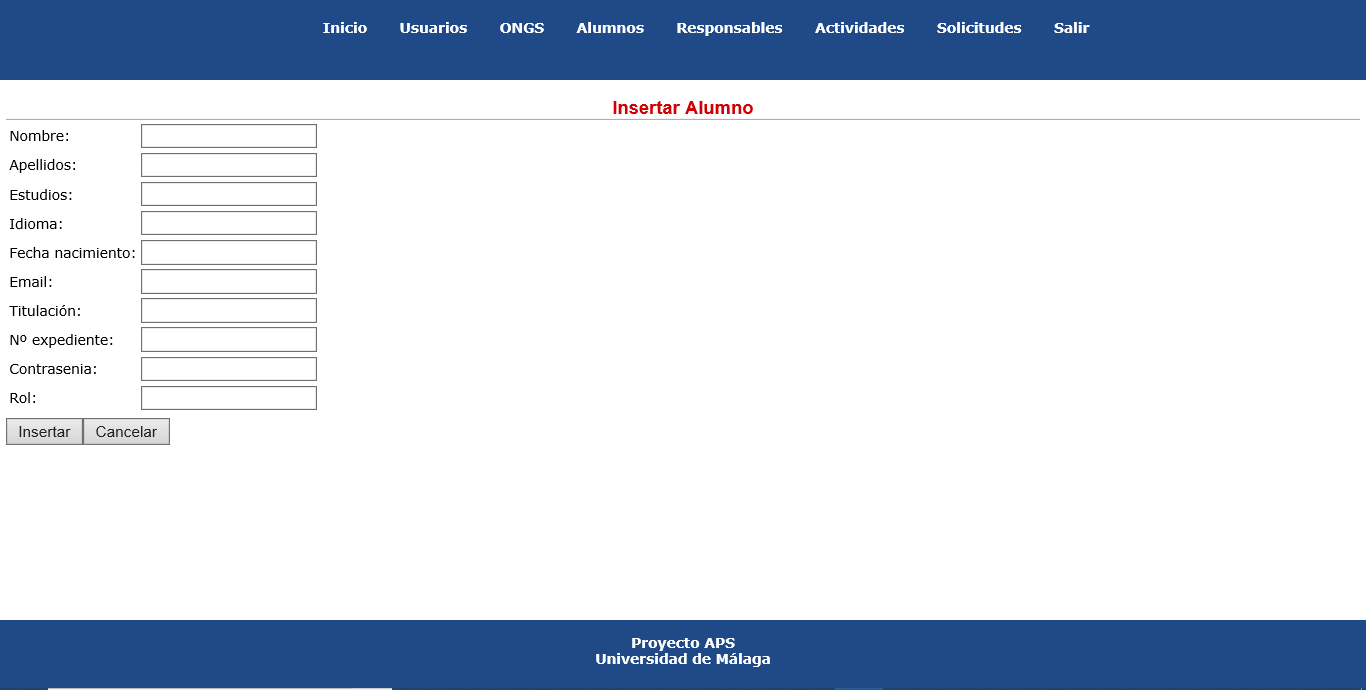 Inicio Usuarios ONGS Alumnos Responsables Actividades Solicitudes Salir
Insertar Alumno
Nombre:
Apellidos:
Estudios:
Idioma:
Fecha nacimiento:
Email:
Titulación:
Nº expediente:
Contrasenia:
Rol:
Insertar Cancelar
Proyecto APS
Universidad de Málaga